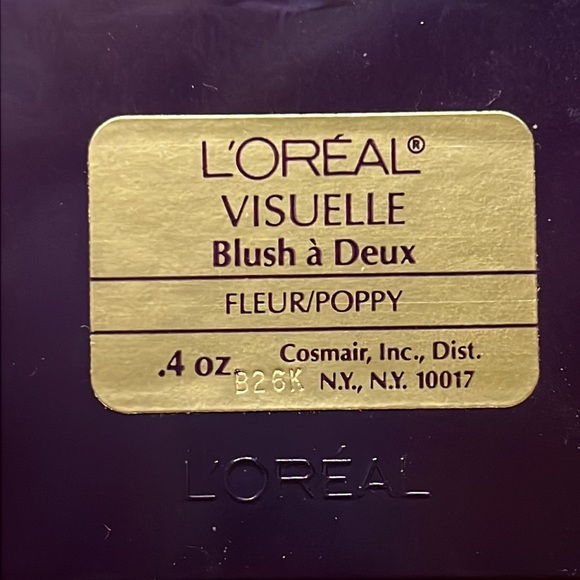 L'ORÉAL®
VISUELLE
Blush à Deux
FLEUR/POPPY
.4 oz. Cosmair, Inc., Dist.
B26K N.Y., N.Y. 10017
L'ORÉAL